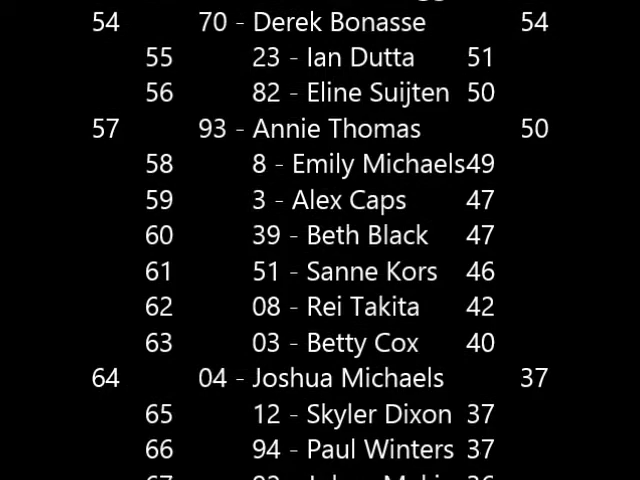 54 70 - Derek Bonasse 54
55 23 - Ian Dutta 51
56 82 - Eline Suijten 50
57 93 - Annie Thomas 50
58 8 - Emily Michaels 49
59 3 - Alex Caps 47
60 39 - Beth Black 47
61 51 - Sanne Kors 46
62 08 - Rei Takita 42
63 03 - Betty Cox 40
64 04 - Joshua Michaels 37
65 12 - Skyler Dixon 37
66 94 - Paul Winters 37